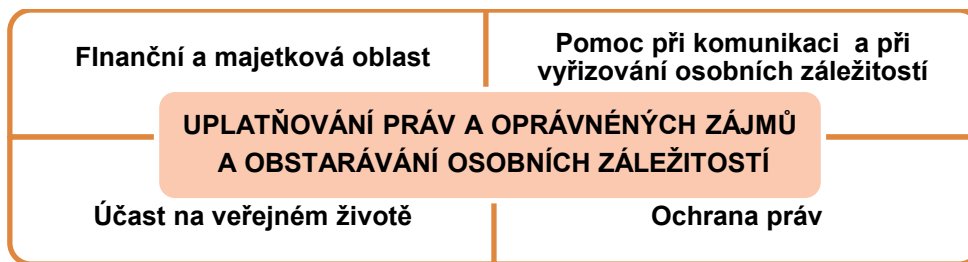 FInanční a majetková oblast
Pomoc při komunikaci a při
vyřizování osobních záležitostí
UPLATŇOVÁNÍ PRÁV A OPRÁVNÉNÝCH ZÁJMŮ
A OBSTARÁVÁNÍ OSOBNÍCH ZÁLEŽITOSTÍ
Účast na veřejném životě
Ochrana práv